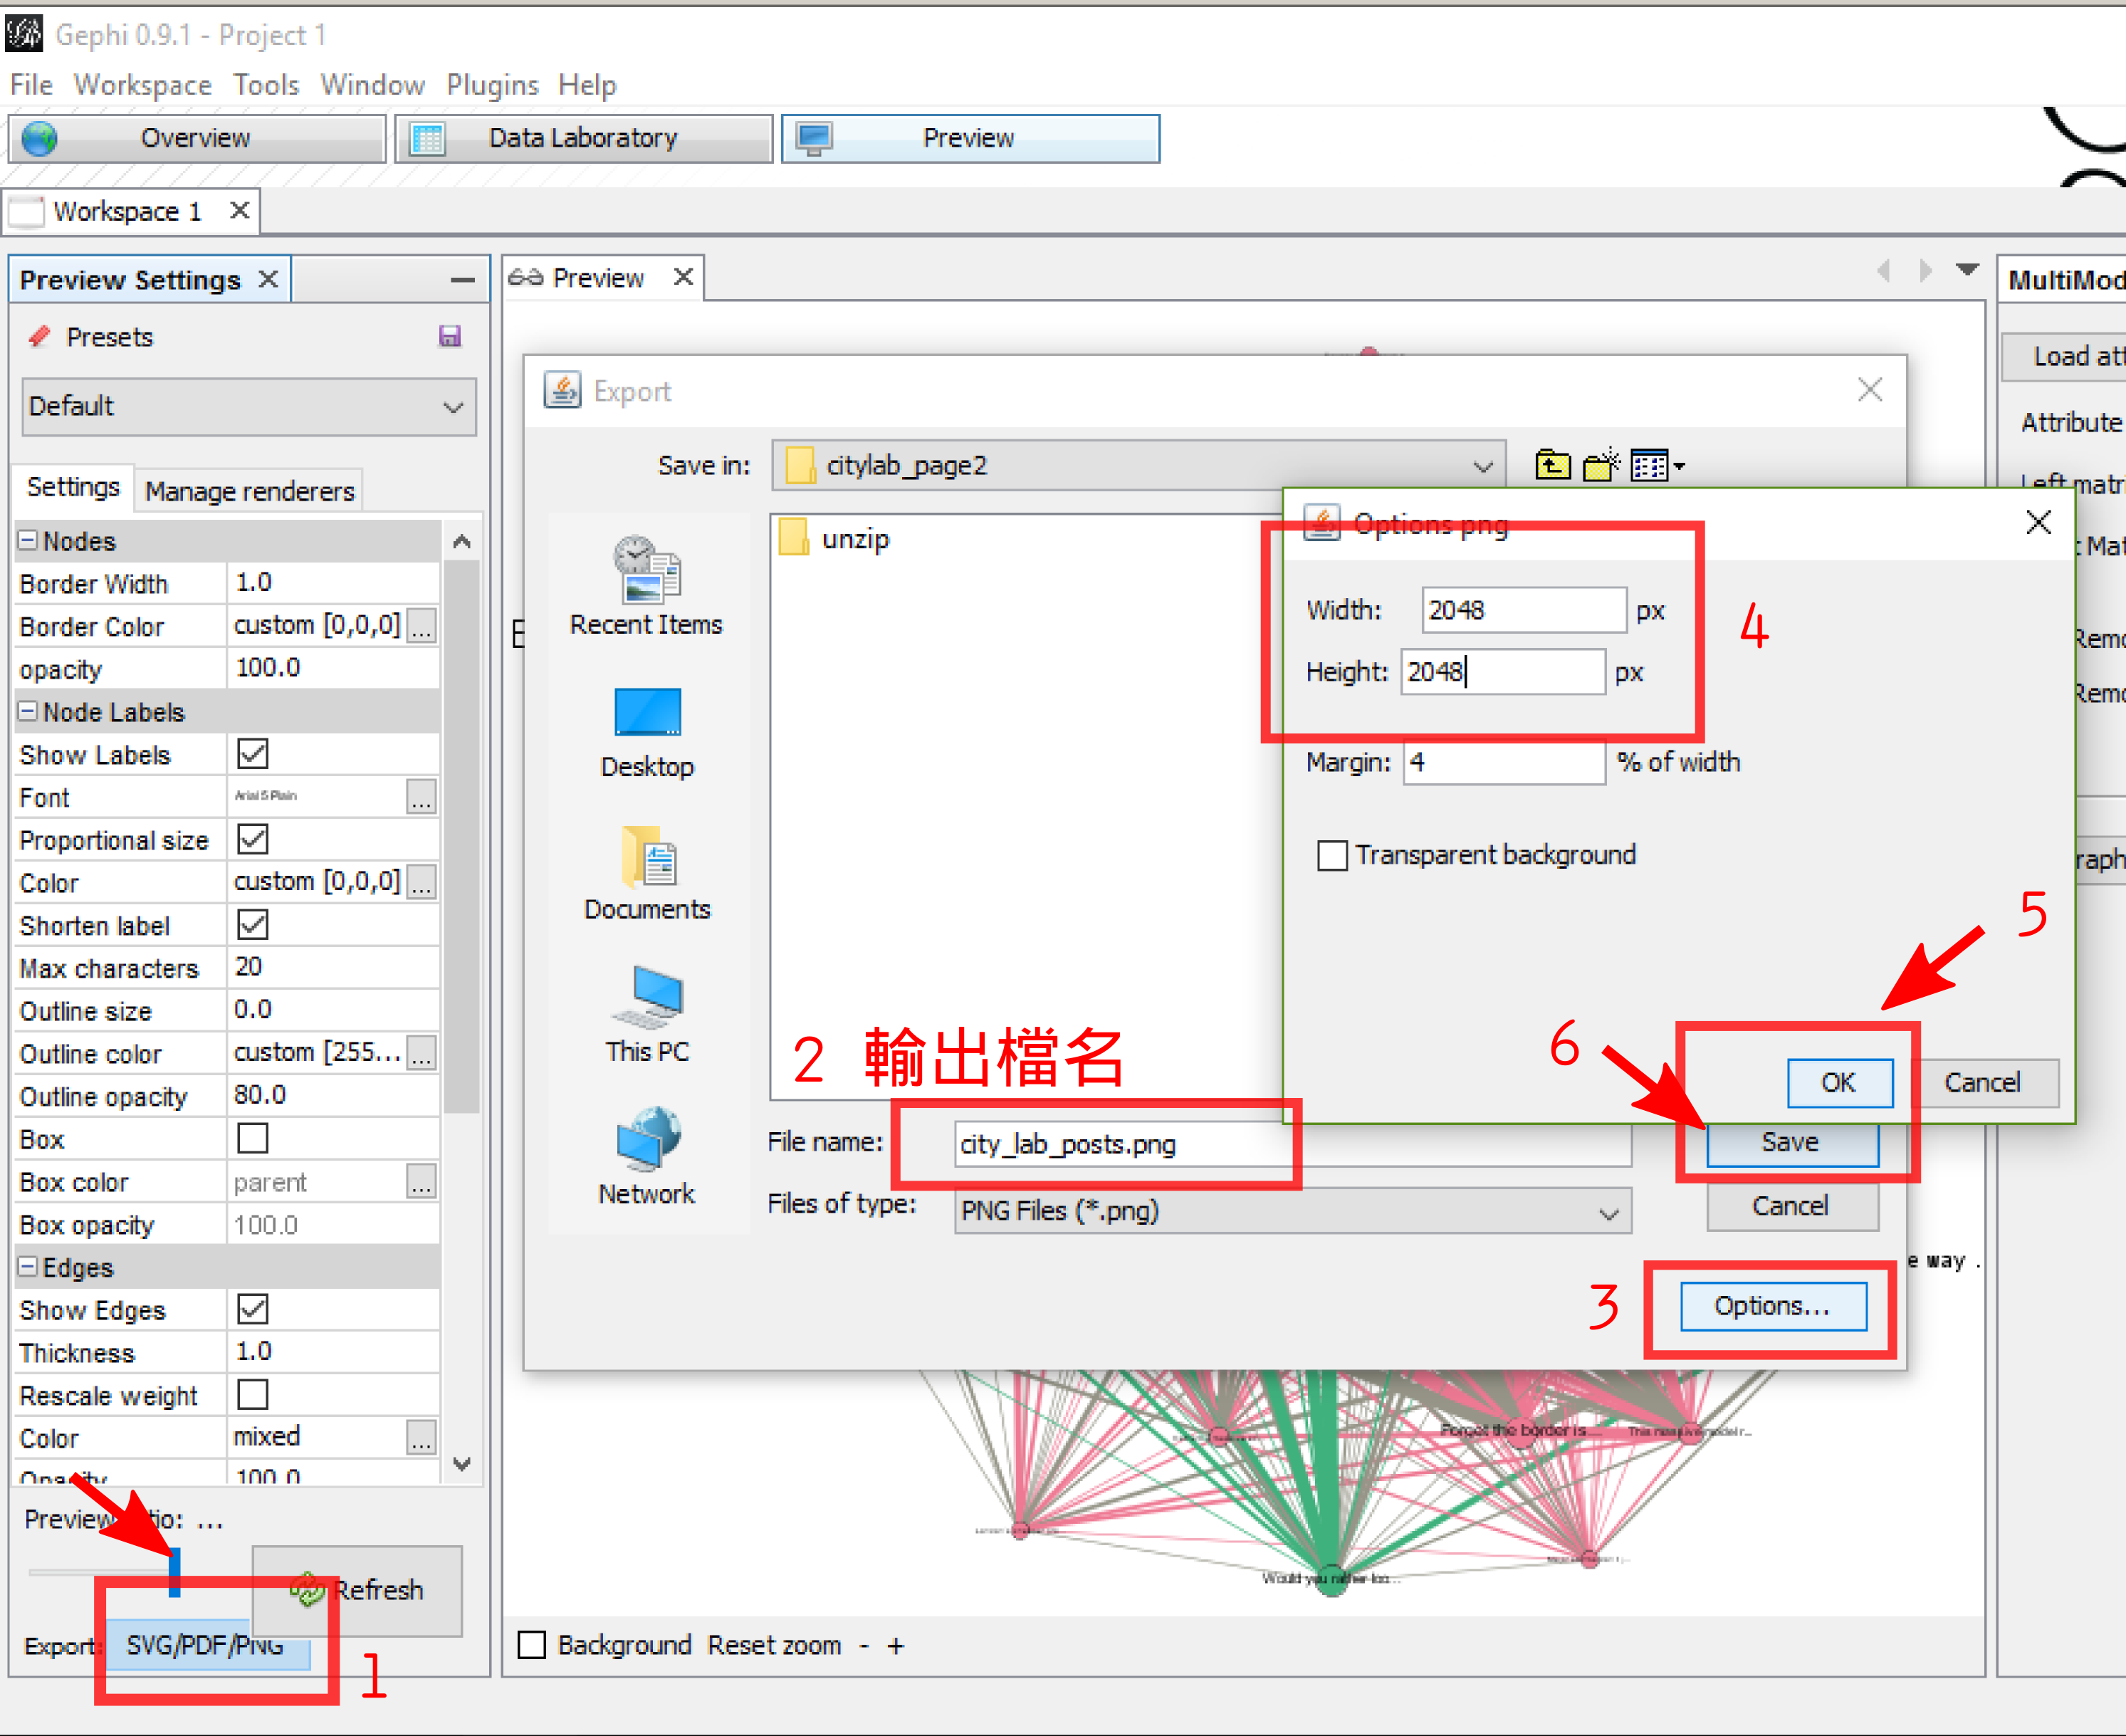 Gephi 0.9.1 - Project 1
File Workspace Tools Window Plugins Help
Overview Data Laboratory Preview
Workspace 1
Preview Settings
Presets
Default
Settings Manage renderers
Nodes
Border Width 1.0
Border Color custom [0,0,0] ...
opacity 100.0
Node Labels
Show Labels
Font Arial 5 Plain ...
Proportional size
Color custom [0,0,0] ...
Shorten label
Max characters 20
Outline size 0.0
Outline color custom [255... ...
Outline opacity 80.0
Box
Box color parent ...
Box opacity 100.0
Edges
Show Edges
Thickness 1.0
Rescale weight
Color mixed ...
Opacity 100.0
Preview tio: ...
Refresh
Export: SVG/PDF/PNG
1
Preview
Export
Save in: citylab_page2
unzip
Recent Items
Desktop
Documents
This PC
Network
2 輸出檔名
File name: city_lab_posts.png
Files of type: PNG Files (*.png)
Save
Cancel
3
Options...
Options png
Width: 2048 px
Height: 2048 px
4
Margin: 4 % of width
Transparent background
5
6
OK Cancel
e way .
Forget the border is ...
Would you rather loo...
Background Reset zoom - +
MultiMod
Load att
Attribute
Left matri
t Mat
Remo
Remo
raph